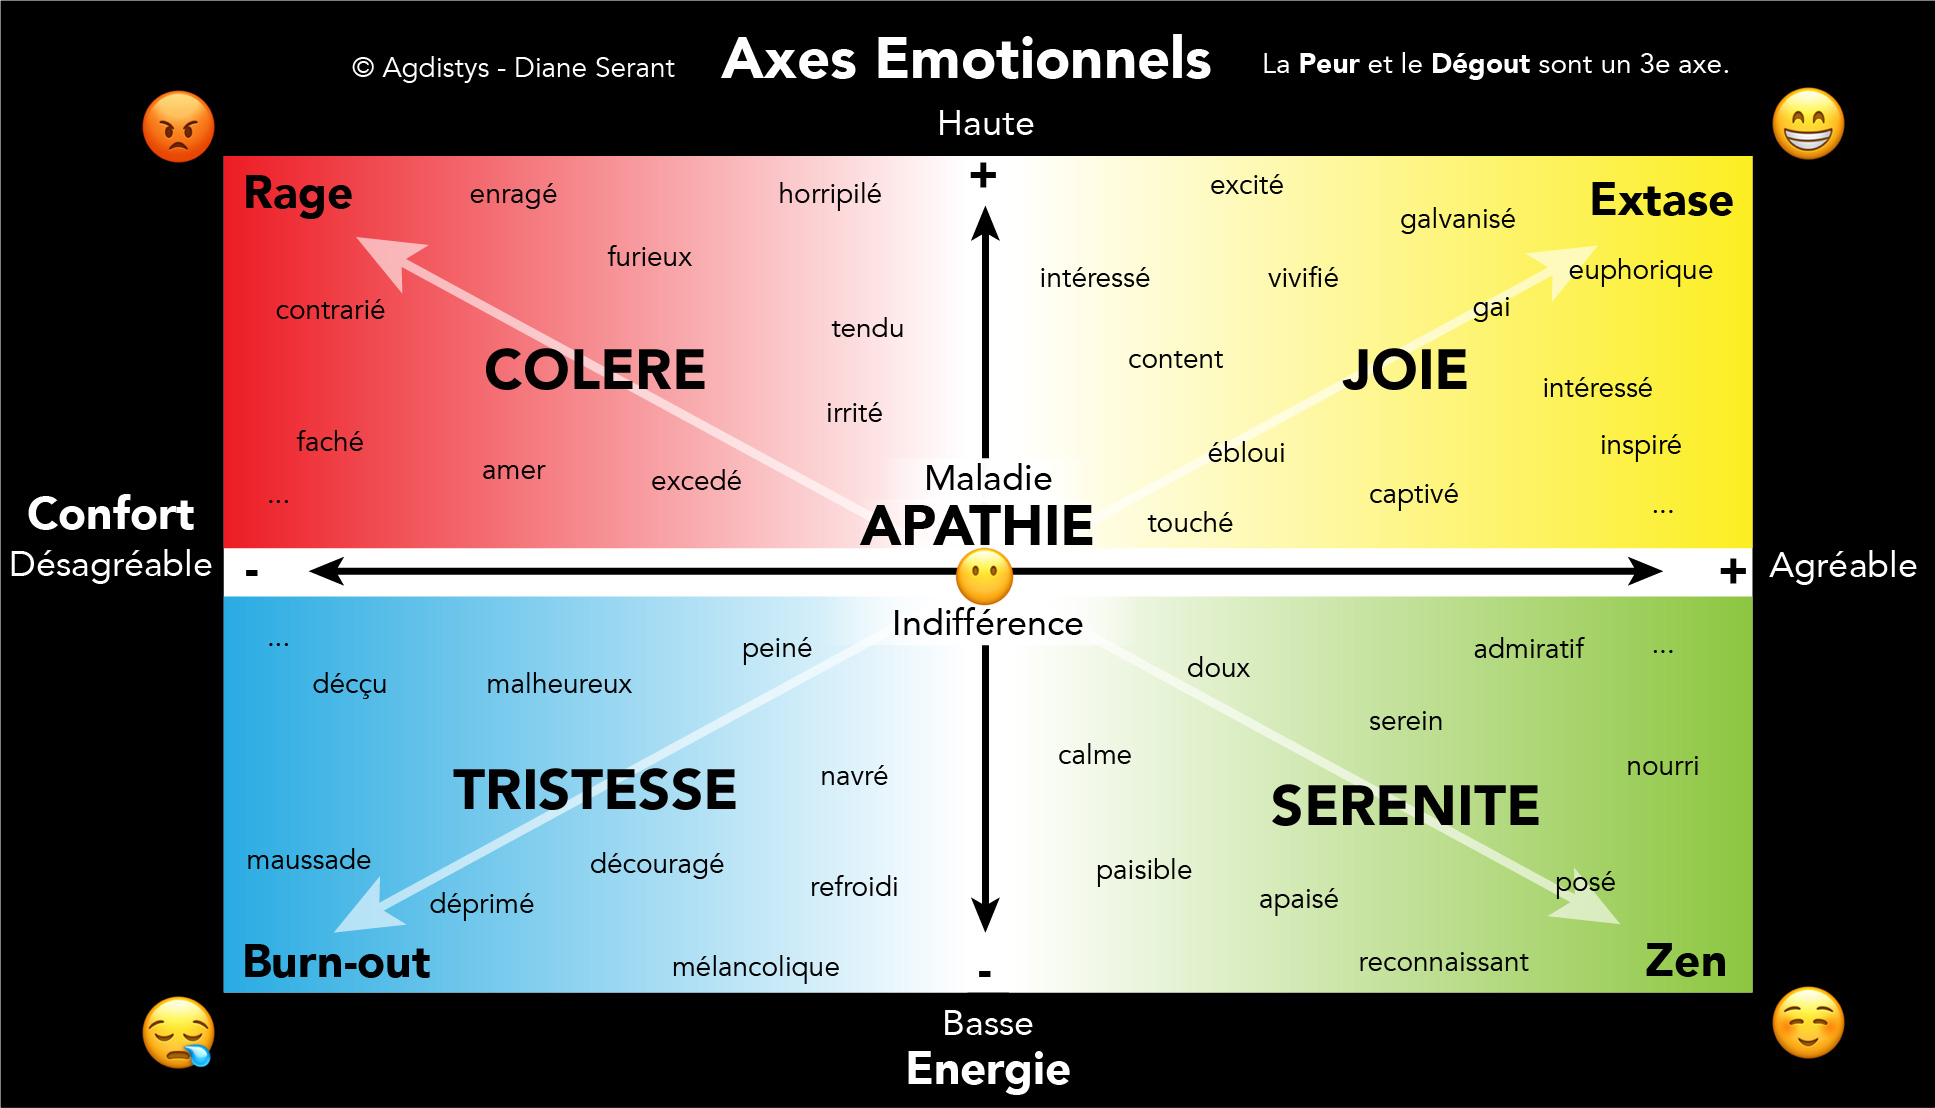 © Agdistys - Diane Serant
Axes Emotionnels
La Peur et le Dégout sont un 3e axe.
Haute
+
Rage
enragé
horripilé
furieux
contrarié
tendu
COLERE
irrité
faché
amer
excedé
...
excité
Extase
galvanisé
euphorique
intéressé
vivifié
gai
content
JOIE
intéressé
ébloui
inspiré
captivé
touché
...
Maladie
APATHIE
Confort
Désagréable
-
+
Agréable
Indifférence
...
peiné
décçu
malheureux
navré
TRISTESSE
maussade
découragé
refroidi
déprimé
Burn-out
mélancolique
admiratif
...
doux
serein
calme
nourri
SERENITE
paisible
posé
apaisé
reconnaissant
Zen
-
Basse
Energie